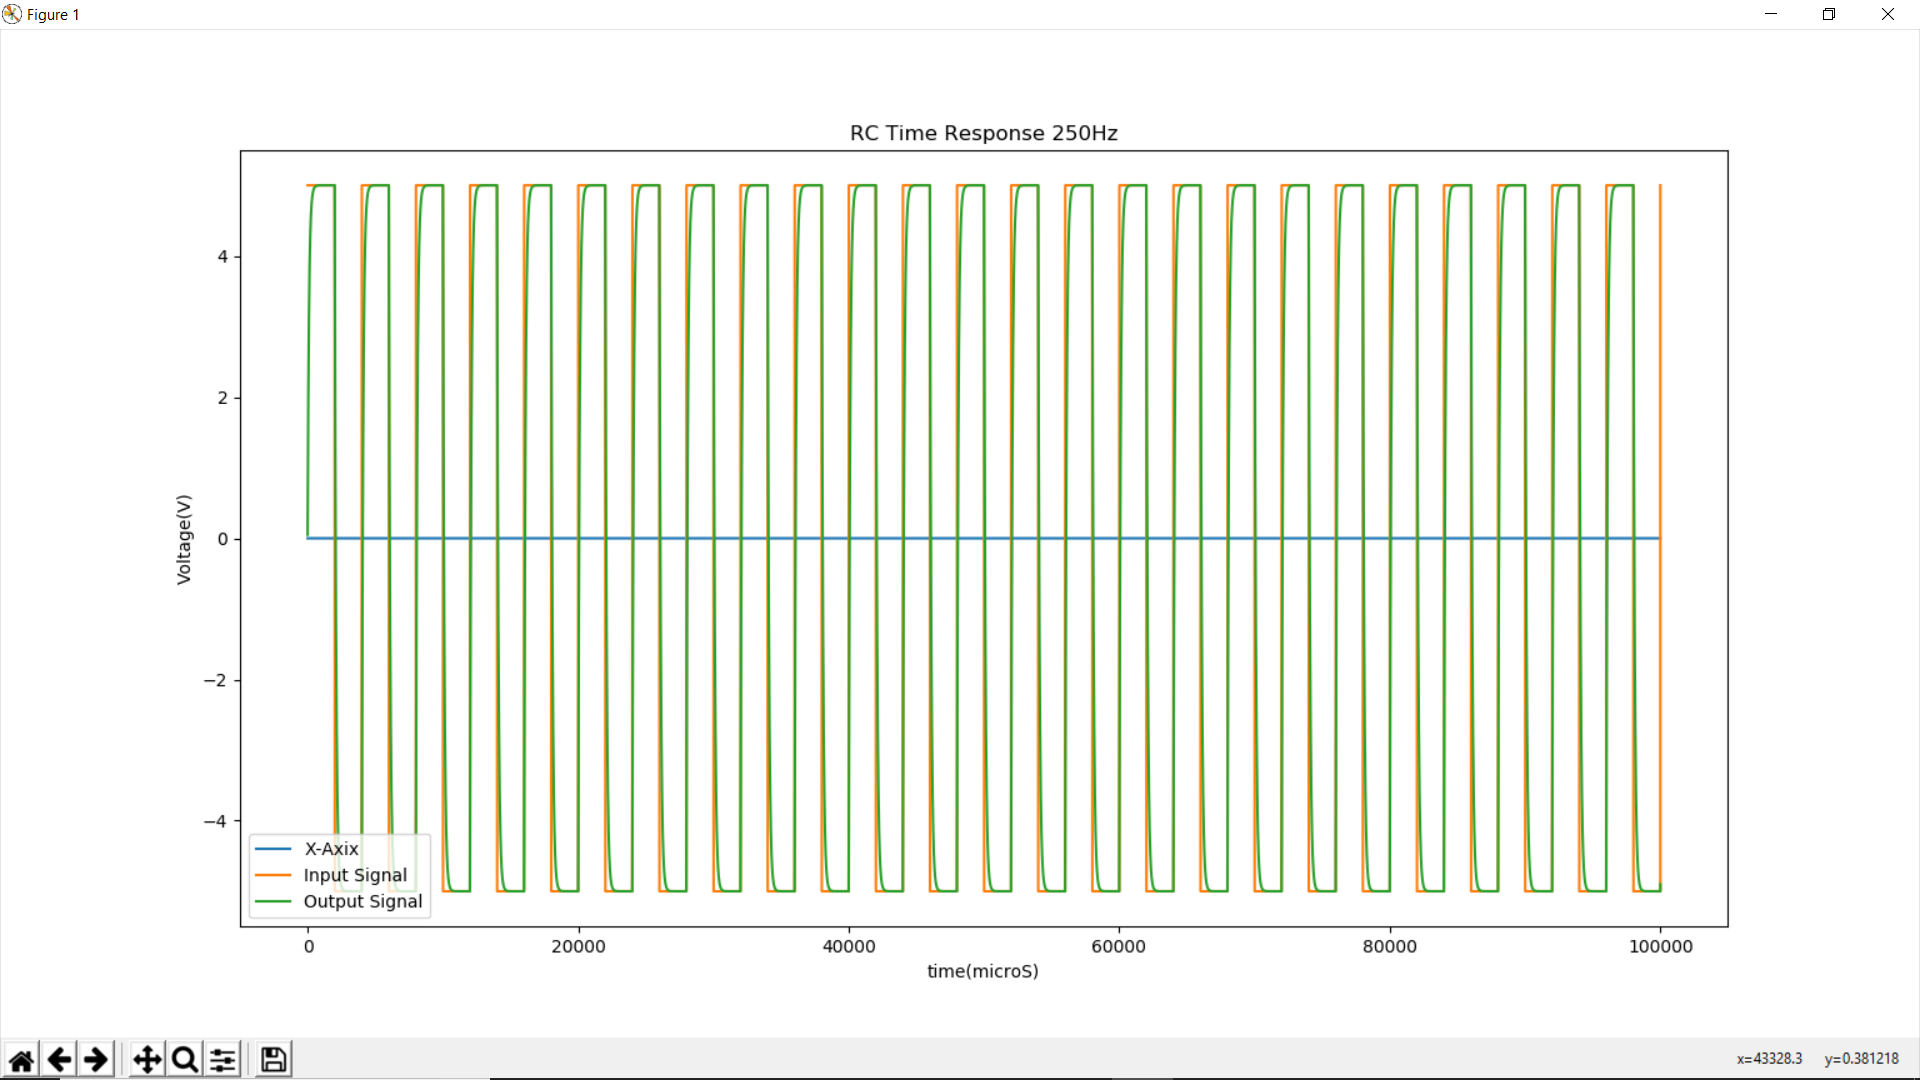 Figure 1
RC Time Response 250Hz
Voltage(V)
4
2
0
−2
−4
X-Axix
Input Signal
Output Signal
0 20000 40000 60000 80000 100000
time(microS)
x=43328.3 y=0.381218